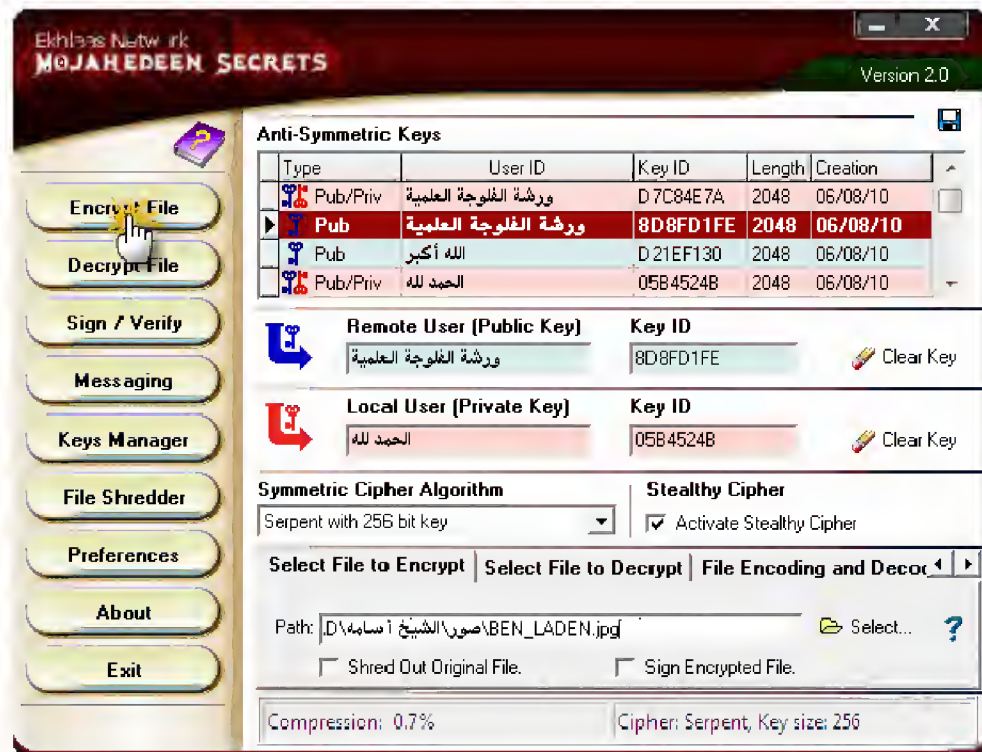 Ekhlaas Network
MOJAHEDEEN SECRETS
Version 2.0
Anti-Symmetric Keys
Type User ID Key ID Length Creation
Pub/Priv ورشة الفلوجة العلمية D7C84E7A 2048 06/08/10
Pub ورشة الفلوجة العلمية 8D8FD1FE 2048 06/08/10
Pub الله أكبر D21EF130 2048 06/08/10
Pub/Priv الحمد لله 05B4524B 2048 06/08/10
Encrypt File
Decrypt File
Sign / Verify
Messaging
Keys Manager
File Shredder
Preferences
About
Exit
Remote User (Public Key) Key ID
ورشة الفلوجة العلمية 8D8FD1FE Clear Key
Local User (Private Key) Key ID
الحمد لله 05B4524B Clear Key
Symmetric Cipher Algorithm Stealthy Cipher
Serpent with 256 bit key Activate Stealthy Cipher
Select File to Encrypt Select File to Decrypt File Encoding and Decoc
Path: D:\صور\الشيخ أسامه\BEN_LADEN.jpg Select...
Shred Out Original File. Sign Encrypted File.
Compression: 0.7% Cipher: Serpent, Key size: 256